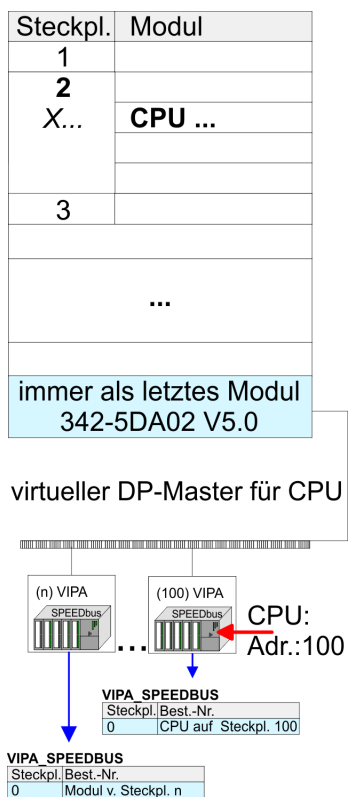 Steckpl. Modul
1
2
X... CPU ...
3
...
immer als letztes Modul
342-5DA02 V5.0
virtueller DP-Master für CPU
(n) VIPA
SPEEDbus
...
(100) VIPA
SPEEDbus
CPU:
Adr.:100
VIPA_SPEEDBUS
Steckpl. Best.-Nr.
0 CPU auf Steckpl. 100
VIPA_SPEEDBUS
Steckpl. Best.-Nr.
0 Modul v. Steckpl. n